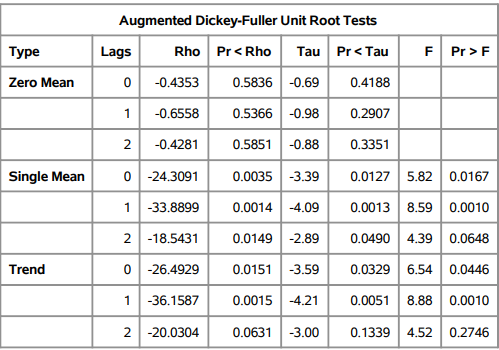 Augmented Dickey-Fuller Unit Root Tests
Type Lags Rho Pr < Rho Tau Pr < Tau F Pr > F
Zero Mean 0 -0.4353 0.5836 -0.69 0.4188
1 -0.6558 0.5366 -0.98 0.2907
2 -0.4281 0.5851 -0.88 0.3351
Single Mean 0 -24.3091 0.0035 -3.39 0.0127 5.82 0.0167
1 -33.8899 0.0014 -4.09 0.0013 8.59 0.0010
2 -18.5431 0.0149 -2.89 0.0490 4.39 0.0648
Trend 0 -26.4929 0.0151 -3.59 0.0329 6.54 0.0446
1 -36.1587 0.0015 -4.21 0.0051 8.88 0.0010
2 -20.0304 0.0631 -3.00 0.1339 4.52 0.2746